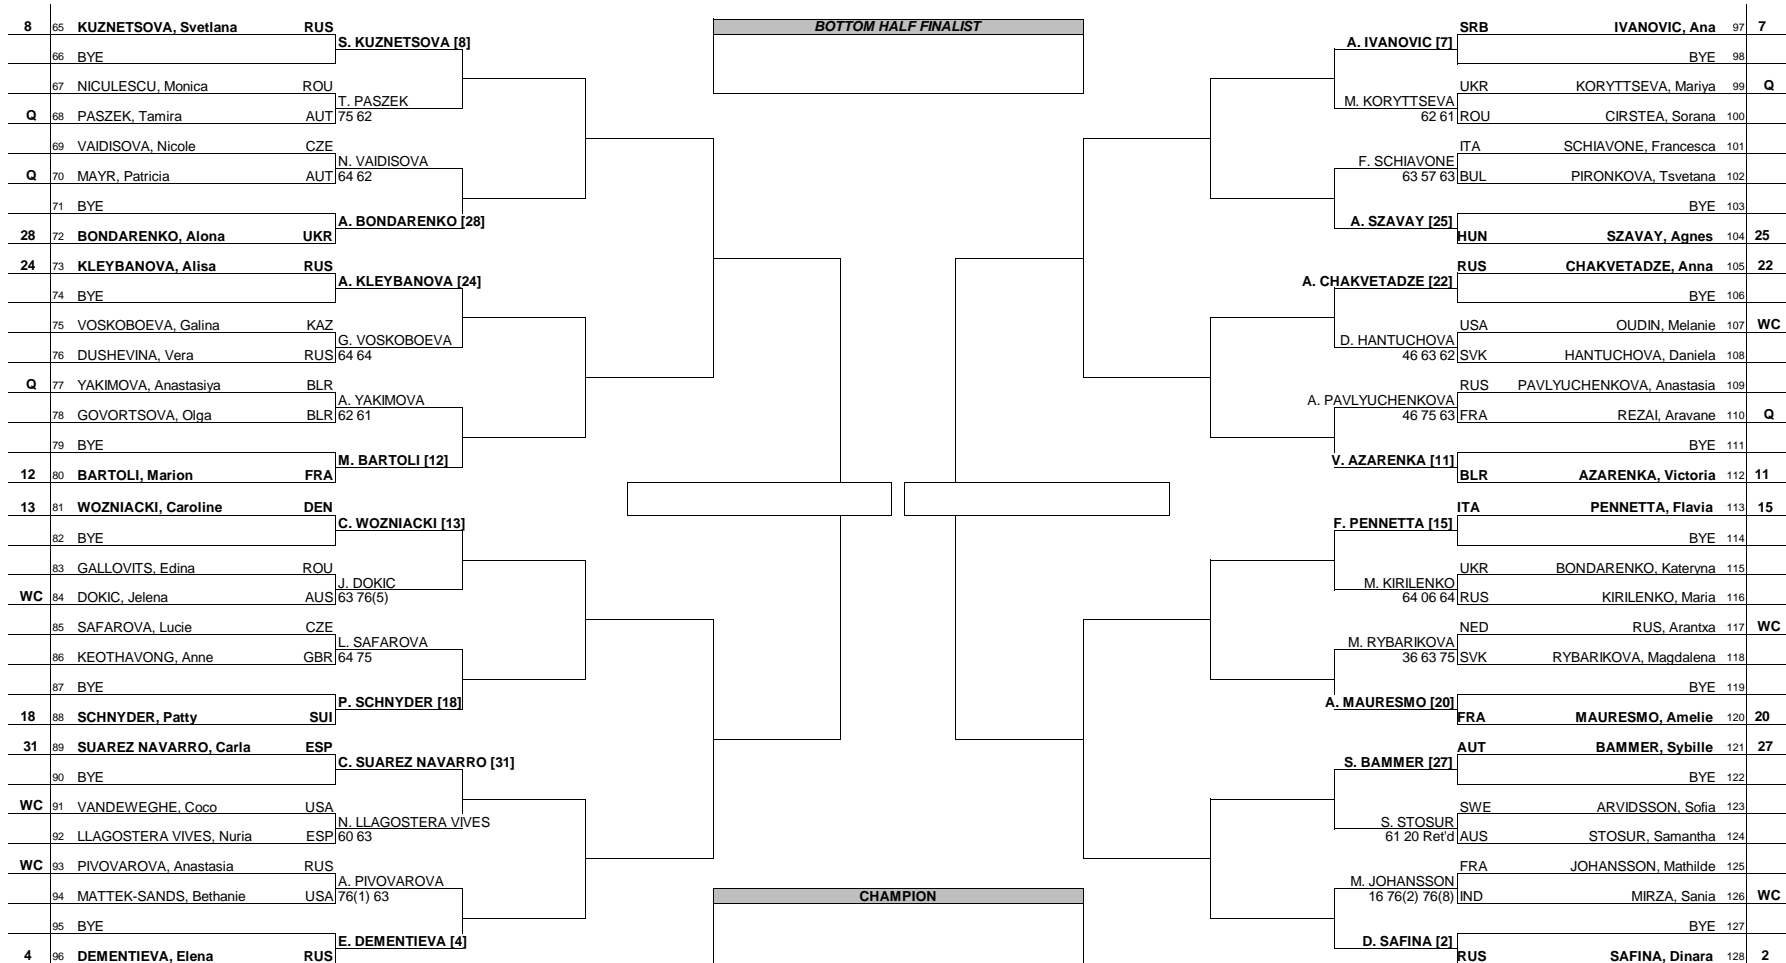 BOTTOM HALF FINALIST
8 65 KUZNETSOVA, Svetlana RUS
S. KUZNETSOVA [8]
66 BYE
67 NICULESCU, Monica ROU
T. PASZEK
Q 68 PASZEK, Tamira AUT 75 62
69 VAIDISOVA, Nicole CZE
N. VAIDISOVA
Q 70 MAYR, Patricia AUT 64 62
71 BYE
A. BONDARENKO [28]
28 72 BONDARENKO, Alona UKR
24 73 KLEYBANOVA, Alisa RUS
A. KLEYBANOVA [24]
74 BYE
75 VOSKOBOEVA, Galina KAZ
G. VOSKOBOEVA
76 DUSHEVINA, Vera RUS 64 64
Q 77 YAKIMOVA, Anastasiya BLR
A. YAKIMOVA
78 GOVORTSOVA, Olga BLR 62 61
79 BYE
M. BARTOLI [12]
12 80 BARTOLI, Marion FRA
13 81 WOZNIACKI, Caroline DEN
C. WOZNIACKI [13]
82 BYE
83 GALLOVITS, Edina ROU
J. DOKIC
WC 84 DOKIC, Jelena AUS 63 76(5)
85 SAFAROVA, Lucie CZE
L. SAFAROVA
86 KEOTHAVONG, Anne GBR 64 75
87 BYE
P. SCHNYDER [18]
18 88 SCHNYDER, Patty SUI
31 89 SUAREZ NAVARRO, Carla ESP
C. SUAREZ NAVARRO [31]
90 BYE
WC 91 VANDEWEGHE, Coco USA
N. LLAGOSTERA VIVES
92 LLAGOSTERA VIVES, Nuria ESP 60 63
WC 93 PIVOVAROVA, Anastasia RUS
A. PIVOVAROVA
94 MATTEK-SANDS, Bethanie USA 76(1) 63
95 BYE
E. DEMENTIEVA [4]
4 96 DEMENTIEVA, Elena RUS
SRB IVANOVIC, Ana 97 7
A. IVANOVIC [7]
BYE 98
UKR KORYTTSEVA, Mariya 99 Q
M. KORYTTSEVA
62 61 ROU CIRSTEA, Sorana 100
ITA SCHIAVONE, Francesca 101
F. SCHIAVONE
63 57 63 BUL PIRONKOVA, Tsvetana 102
BYE 103
A. SZAVAY [25]
HUN SZAVAY, Agnes 104 25
RUS CHAKVETADZE, Anna 105 22
A. CHAKVETADZE [22]
BYE 106
USA OUDIN, Melanie 107 WC
D. HANTUCHOVA
46 63 62 SVK HANTUCHOVA, Daniela 108
RUS PAVLYUCHENKOVA, Anastasia 109
A. PAVLYUCHENKOVA
46 75 63 FRA REZAI, Aravane 110 Q
BYE 111
V. AZARENKA [11]
BLR AZARENKA, Victoria 112 11
ITA PENNETTA, Flavia 113 15
F. PENNETTA [15]
BYE 114
UKR BONDARENKO, Kateryna 115
M. KIRILENKO
64 06 64 RUS KIRILENKO, Maria 116
NED RUS, Arantxa 117 WC
M. RYBARIKOVA
36 63 75 SVK RYBARIKOVA, Magdalena 118
BYE 119
A. MAURESMO [20]
FRA MAURESMO, Amelie 120 20
AUT BAMMER, Sybille 121 27
S. BAMMER [27]
BYE 122
SWE ARVIDSSON, Sofia 123
S. STOSUR
61 20 Ret'd AUS STOSUR, Samantha 124
FRA JOHANSSON, Mathilde 125
M. JOHANSSON
16 76(2) 76(8) IND MIRZA, Sania 126 WC
BYE 127
D. SAFINA [2]
RUS SAFINA, Dinara 128 2
CHAMPION